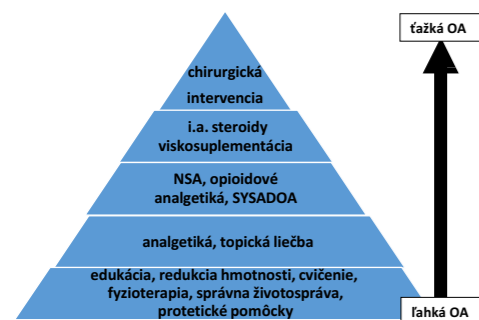 ťažká OA
chirurgická
intervencia
i.a. steroidy
viskosuplementácia
NSA, opioidové
analgetiká, SYSADOA
analgetiká, topická liečba
edukácia, redukcia hmotnosti, cvičenie,
fyzioterapia, správna životospráva,
protetické pomôcky
ľahká OA